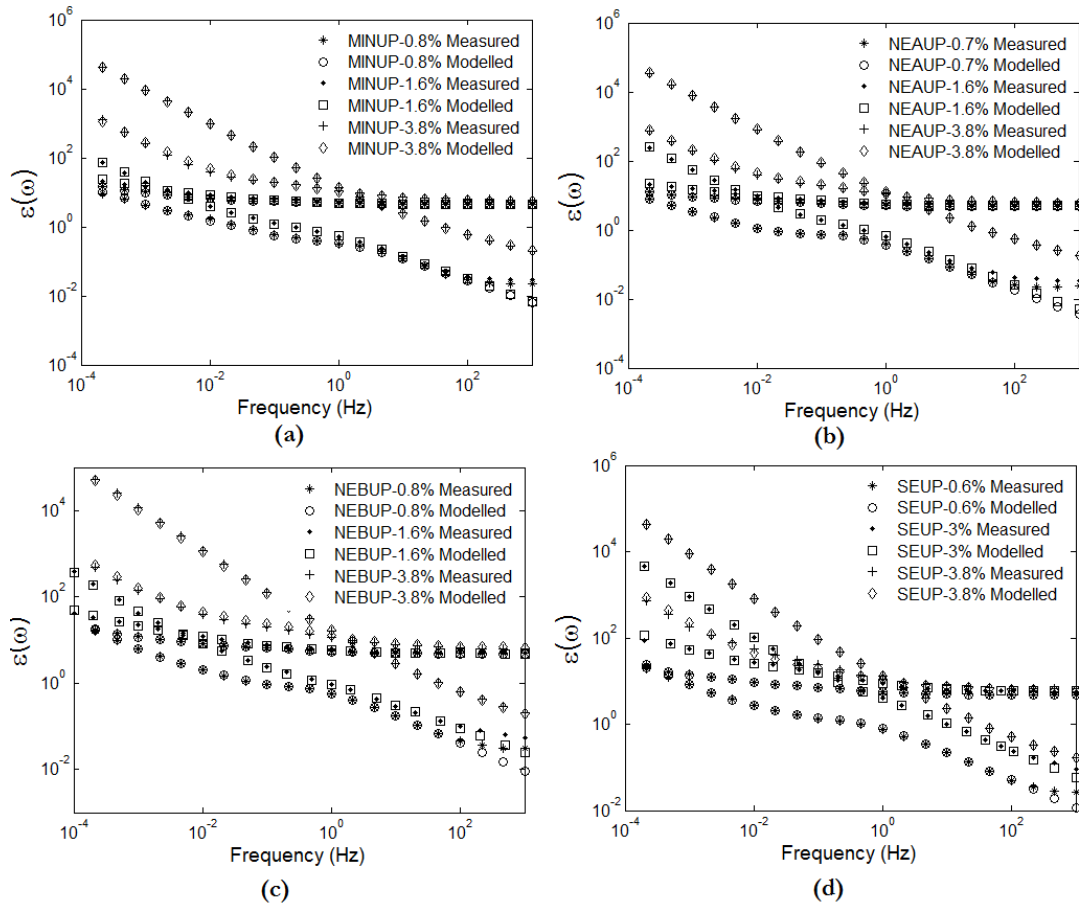 10^6
10^4
10^2
10^0
10^-2
10^-4
ε(ω)
MINUP-0.8% Measured
MINUP-0.8% Modelled
MINUP-1.6% Measured
MINUP-1.6% Modelled
MINUP-3.8% Measured
MINUP-3.8% Modelled
10^-4 10^-2 10^0 10^2
Frequency (Hz)
(a)
10^6
10^4
10^2
10^0
10^-2
10^-4
ε(ω)
NEAUP-0.7% Measured
NEAUP-0.7% Modelled
NEAUP-1.6% Measured
NEAUP-1.6% Modelled
NEAUP-3.8% Measured
NEAUP-3.8% Modelled
10^-4 10^-2 10^0 10^2
Frequency (Hz)
(b)
10^4
10^2
10^0
10^-2
ε(ω)
NEBUP-0.8% Measured
NEBUP-0.8% Modelled
NEBUP-1.6% Measured
NEBUP-1.6% Modelled
NEBUP-3.8% Measured
NEBUP-3.8% Modelled
10^-4 10^-2 10^0 10^2
Frequency (Hz)
(c)
10^6
10^4
10^2
10^0
10^-2
ε(ω)
SEUP-0.6% Measured
SEUP-0.6% Modelled
SEUP-3% Measured
SEUP-3% Modelled
SEUP-3.8% Measured
SEUP-3.8% Modelled
10^-4 10^-2 10^0 10^2
Frequency (Hz)
(d)